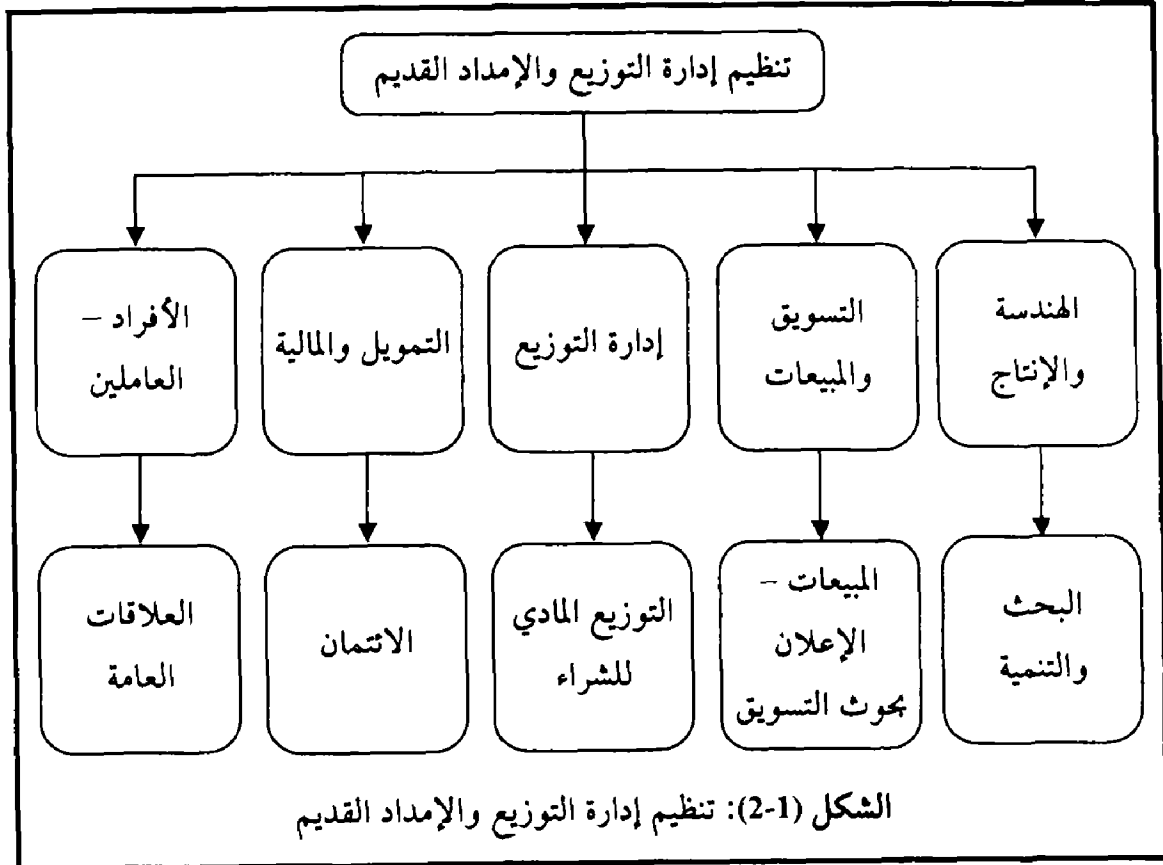 تنظيم إدارة التوزيع والإمداد القديم
الهندسة
والإنتاج
التسويق
والمبيعات
إدارة التوزيع
التمويل والمالية
الأفراد –
العاملين
البحث
والتنمية
المبيعات –
الإعلان
بحوث التسويق
التوزيع المادي
للشراء
الائتمان
العلاقات
العامة
الشكل (1-2): تنظيم إدارة التوزيع والإمداد القديم